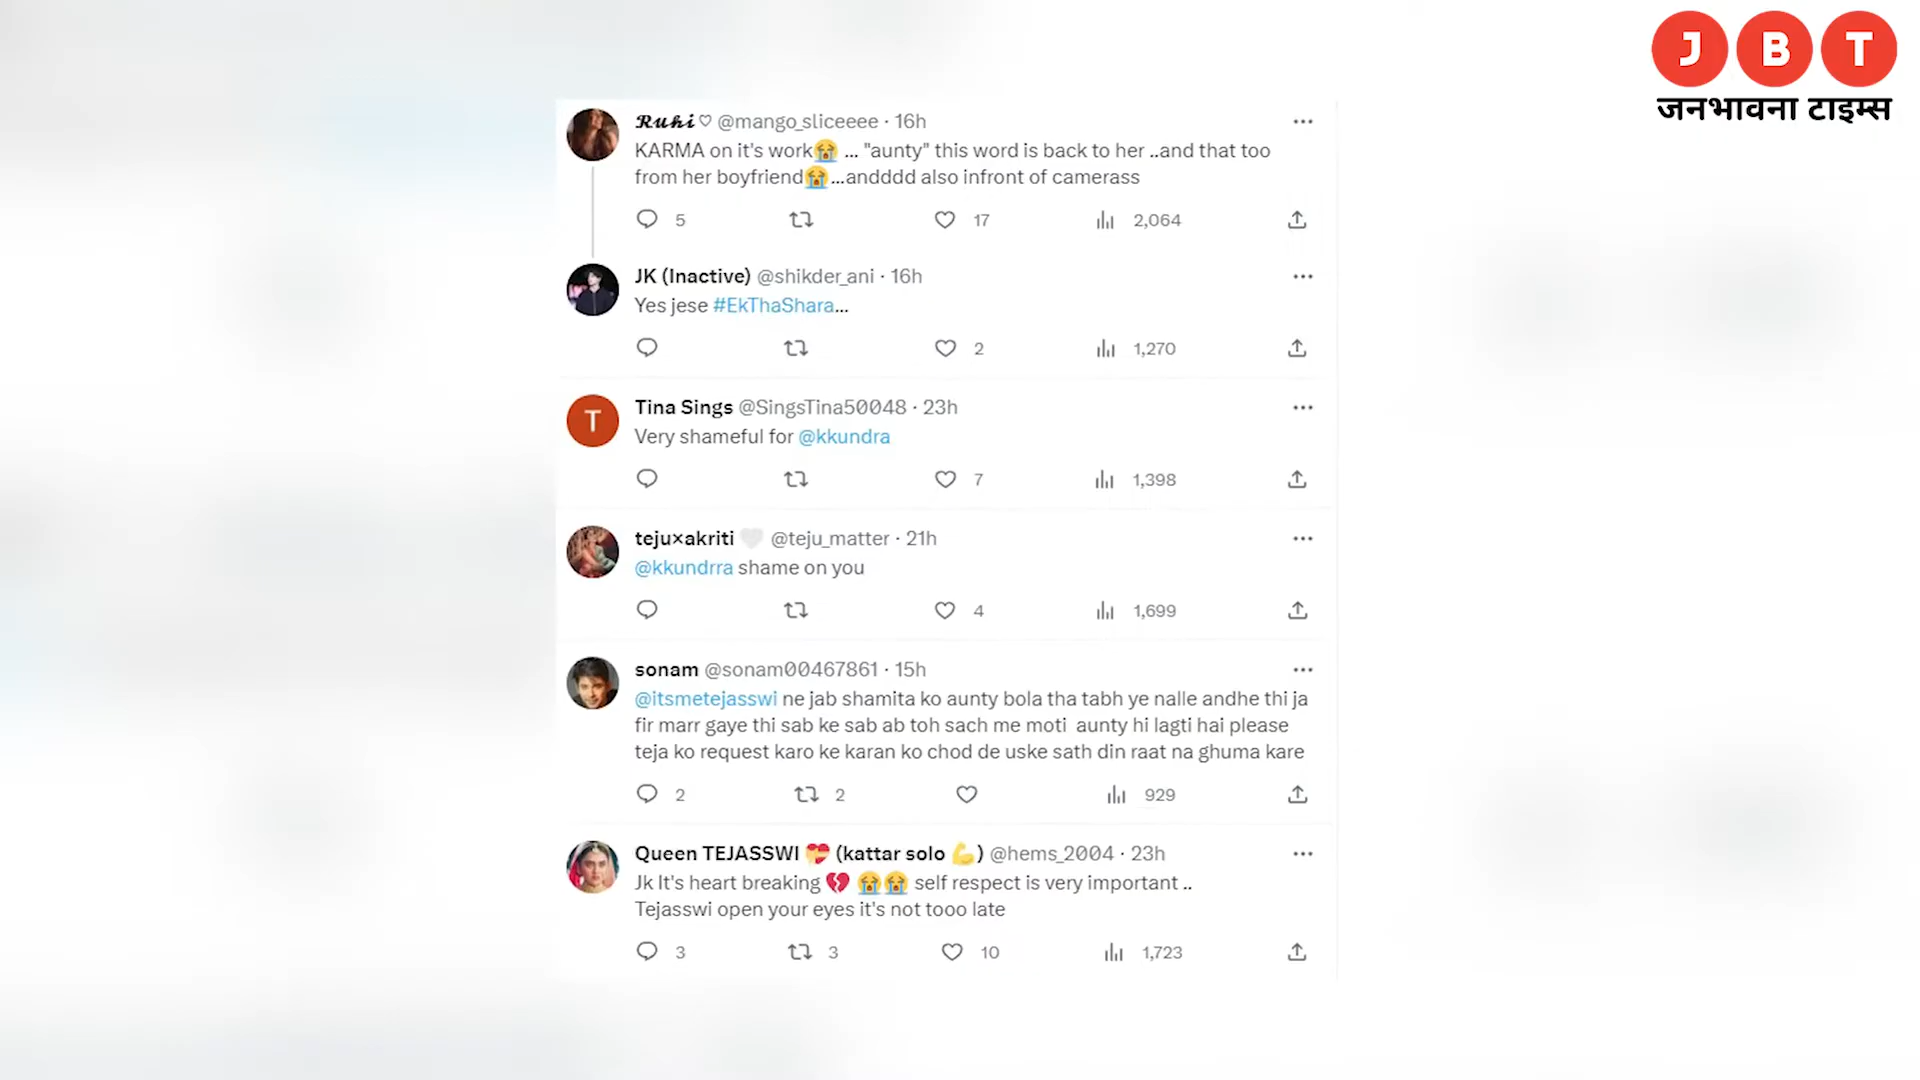 J B T
जनभावना टाइम्स
Ruhi♡ @mango_sliceeee · 16h
KARMA on it's work😭 ... "aunty" this word is back to her ..and that too
from her boyfriend😭...andddd also infront of camerass
5 17 2,064
JK (Inactive) @shikder_ani · 16h
Yes jese #EkThaShara...
2 1,270
T
Tina Sings @SingsTina50048 · 23h
Very shameful for @kkundra
7 1,398
teju×akriti 🤍 @teju_matter · 21h
@kkundrra shame on you
4 1,699
sonam @sonam00467861 · 15h
@itsmetejasswi ne jab shamita ko aunty bola tha tabh ye nalle andhe thi ja
fir marr gaye thi sab ke sab ab toh sach me moti aunty hi lagti hai please
teja ko request karo ke karan ko chod de uske sath din raat na ghuma kare
2 2 929
Queen TEJASSWI 💝 (kattar solo 💪) @hems_2004 · 23h
Jk It's heart breaking 💔 😭😭 self respect is very important ..
Tejasswi open your eyes it's not tooo late
3 3 10 1,723